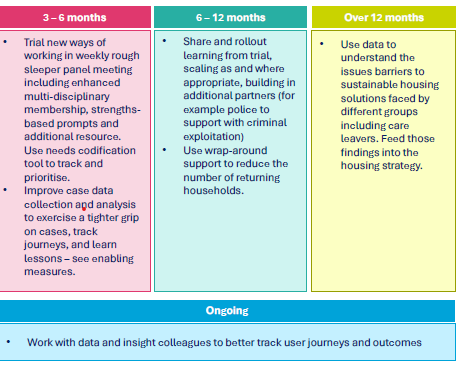 3 – 6 months
• Trial new ways of
working in weekly rough
sleeper panel meeting
including enhanced
multi-disciplinary
membership, strengths-
based prompts and
additional resource.
Use needs codification
tool to track and
prioritise.
• Improve case data
collection and analysis
to exercise a tighter grip
on cases, track
journeys, and learn
lessons – see enabling
measures.
6 – 12 months
• Share and rollout
learning from trial,
scaling as and where
appropriate, building in
additional partners (for
example police to
support with criminal
exploitation)
• Use wrap-around
support to reduce the
number of returning
households.
Over 12 months
• Use data to
understand the
issues barriers to
sustainable housing
solutions faced by
different groups
including care
leavers. Feed those
findings into the
housing strategy.
Ongoing
• Work with data and insight colleagues to better track user journeys and outcomes